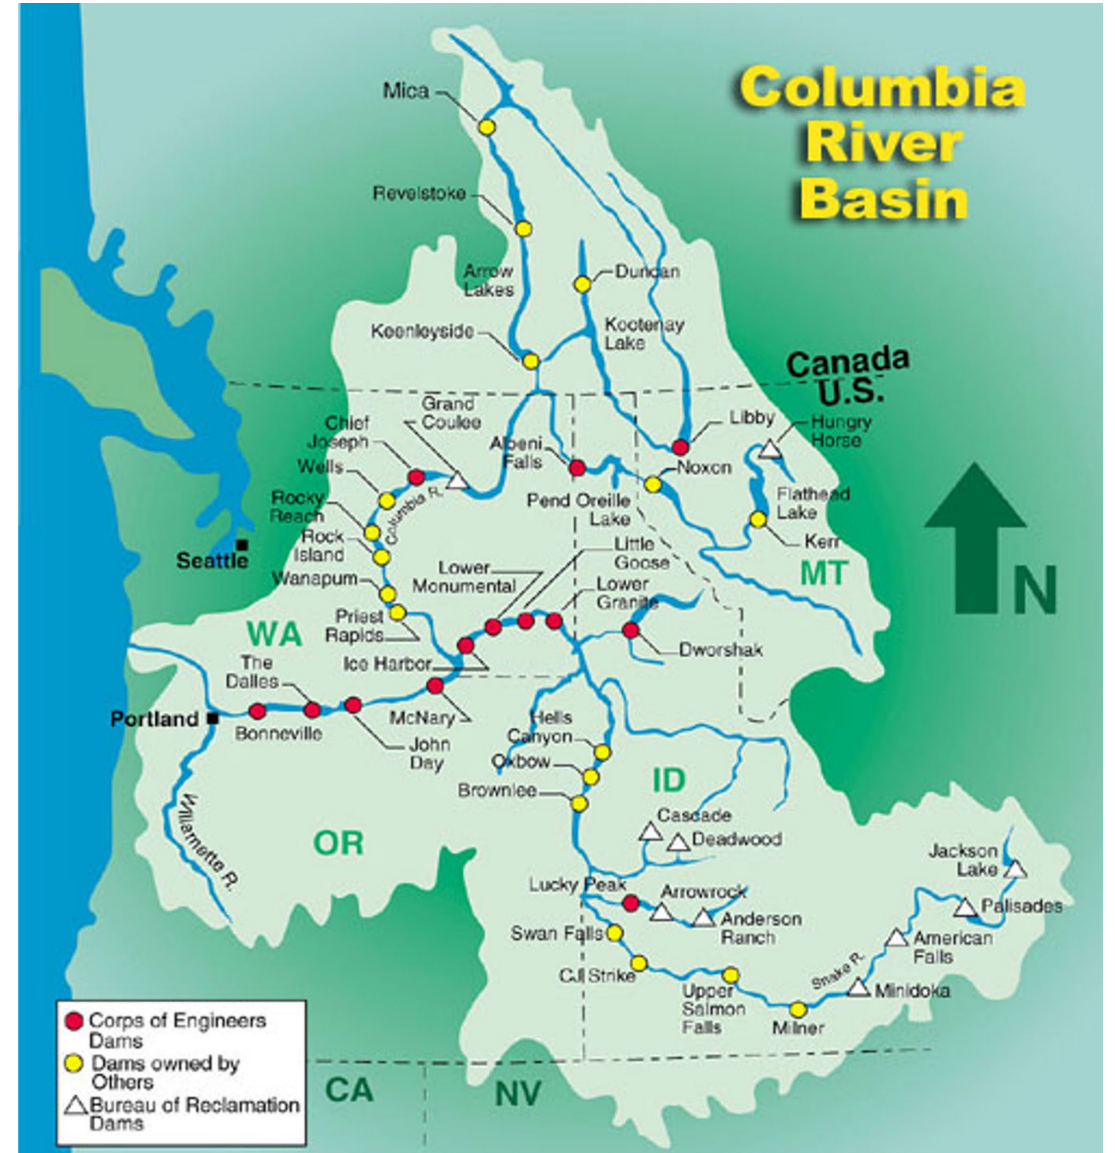 Columbia
River
Basin
Mica
Revelstoke
Arrow
Lakes
Duncan
Kootenay
Lake
Keenleyside
Canada
U.S.
Grand
Coulee
Chief
Joseph
Libby
Hungry
Horse
Albeni
Falls
Wells
Noxon
Columbia R.
Rocky
Reach
Pend Oreille
Lake
Flathead
Lake
Rock
Island
Kerr
Seattle
Little
Goose
Lower
Monumental
MT
N
Wanapum
Lower
Granite
Priest
Rapids
WA
Ice Harbor
Dworshak
The
Dalles
Portland
Bonneville
McNary
John
Day
Hells
Canyon
Oxbow
Brownlee
ID
Cascade
Deadwood
Williamette R.
OR
Jackson
Lake
Lucky Peak
Arrowrock
Palisades
Anderson
Ranch
Swan Falls
American
Falls
CJ Strike
Snake R.
Upper
Salmon
Falls
Minidoka
Milner
Corps of Engineers
Dams
Dams owned by
Others
Bureau of Reclamation
Dams
CA
NV